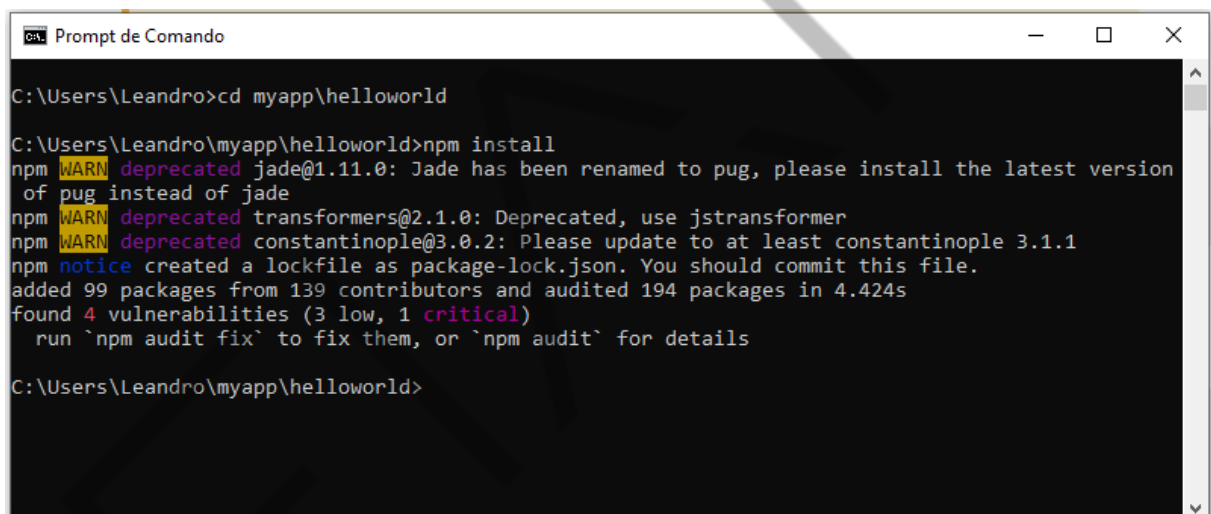 Prompt de Comando
C:\Users\Leandro>cd myapp\helloworld
C:\Users\Leandro\myapp\helloworld>npm install
npm WARN deprecated jade@1.11.0: Jade has been renamed to pug, please install the latest version
of pug instead of jade
npm WARN deprecated transformers@2.1.0: Deprecated, use jstransformer
npm WARN deprecated constantinople@3.0.2: Please update to at least constantinople 3.1.1
npm notice created a lockfile as package-lock.json. You should commit this file.
added 99 packages from 139 contributors and audited 194 packages in 4.424s
found 4 vulnerabilities (3 low, 1 critical)
run `npm audit fix` to fix them, or `npm audit` for details
C:\Users\Leandro\myapp\helloworld>